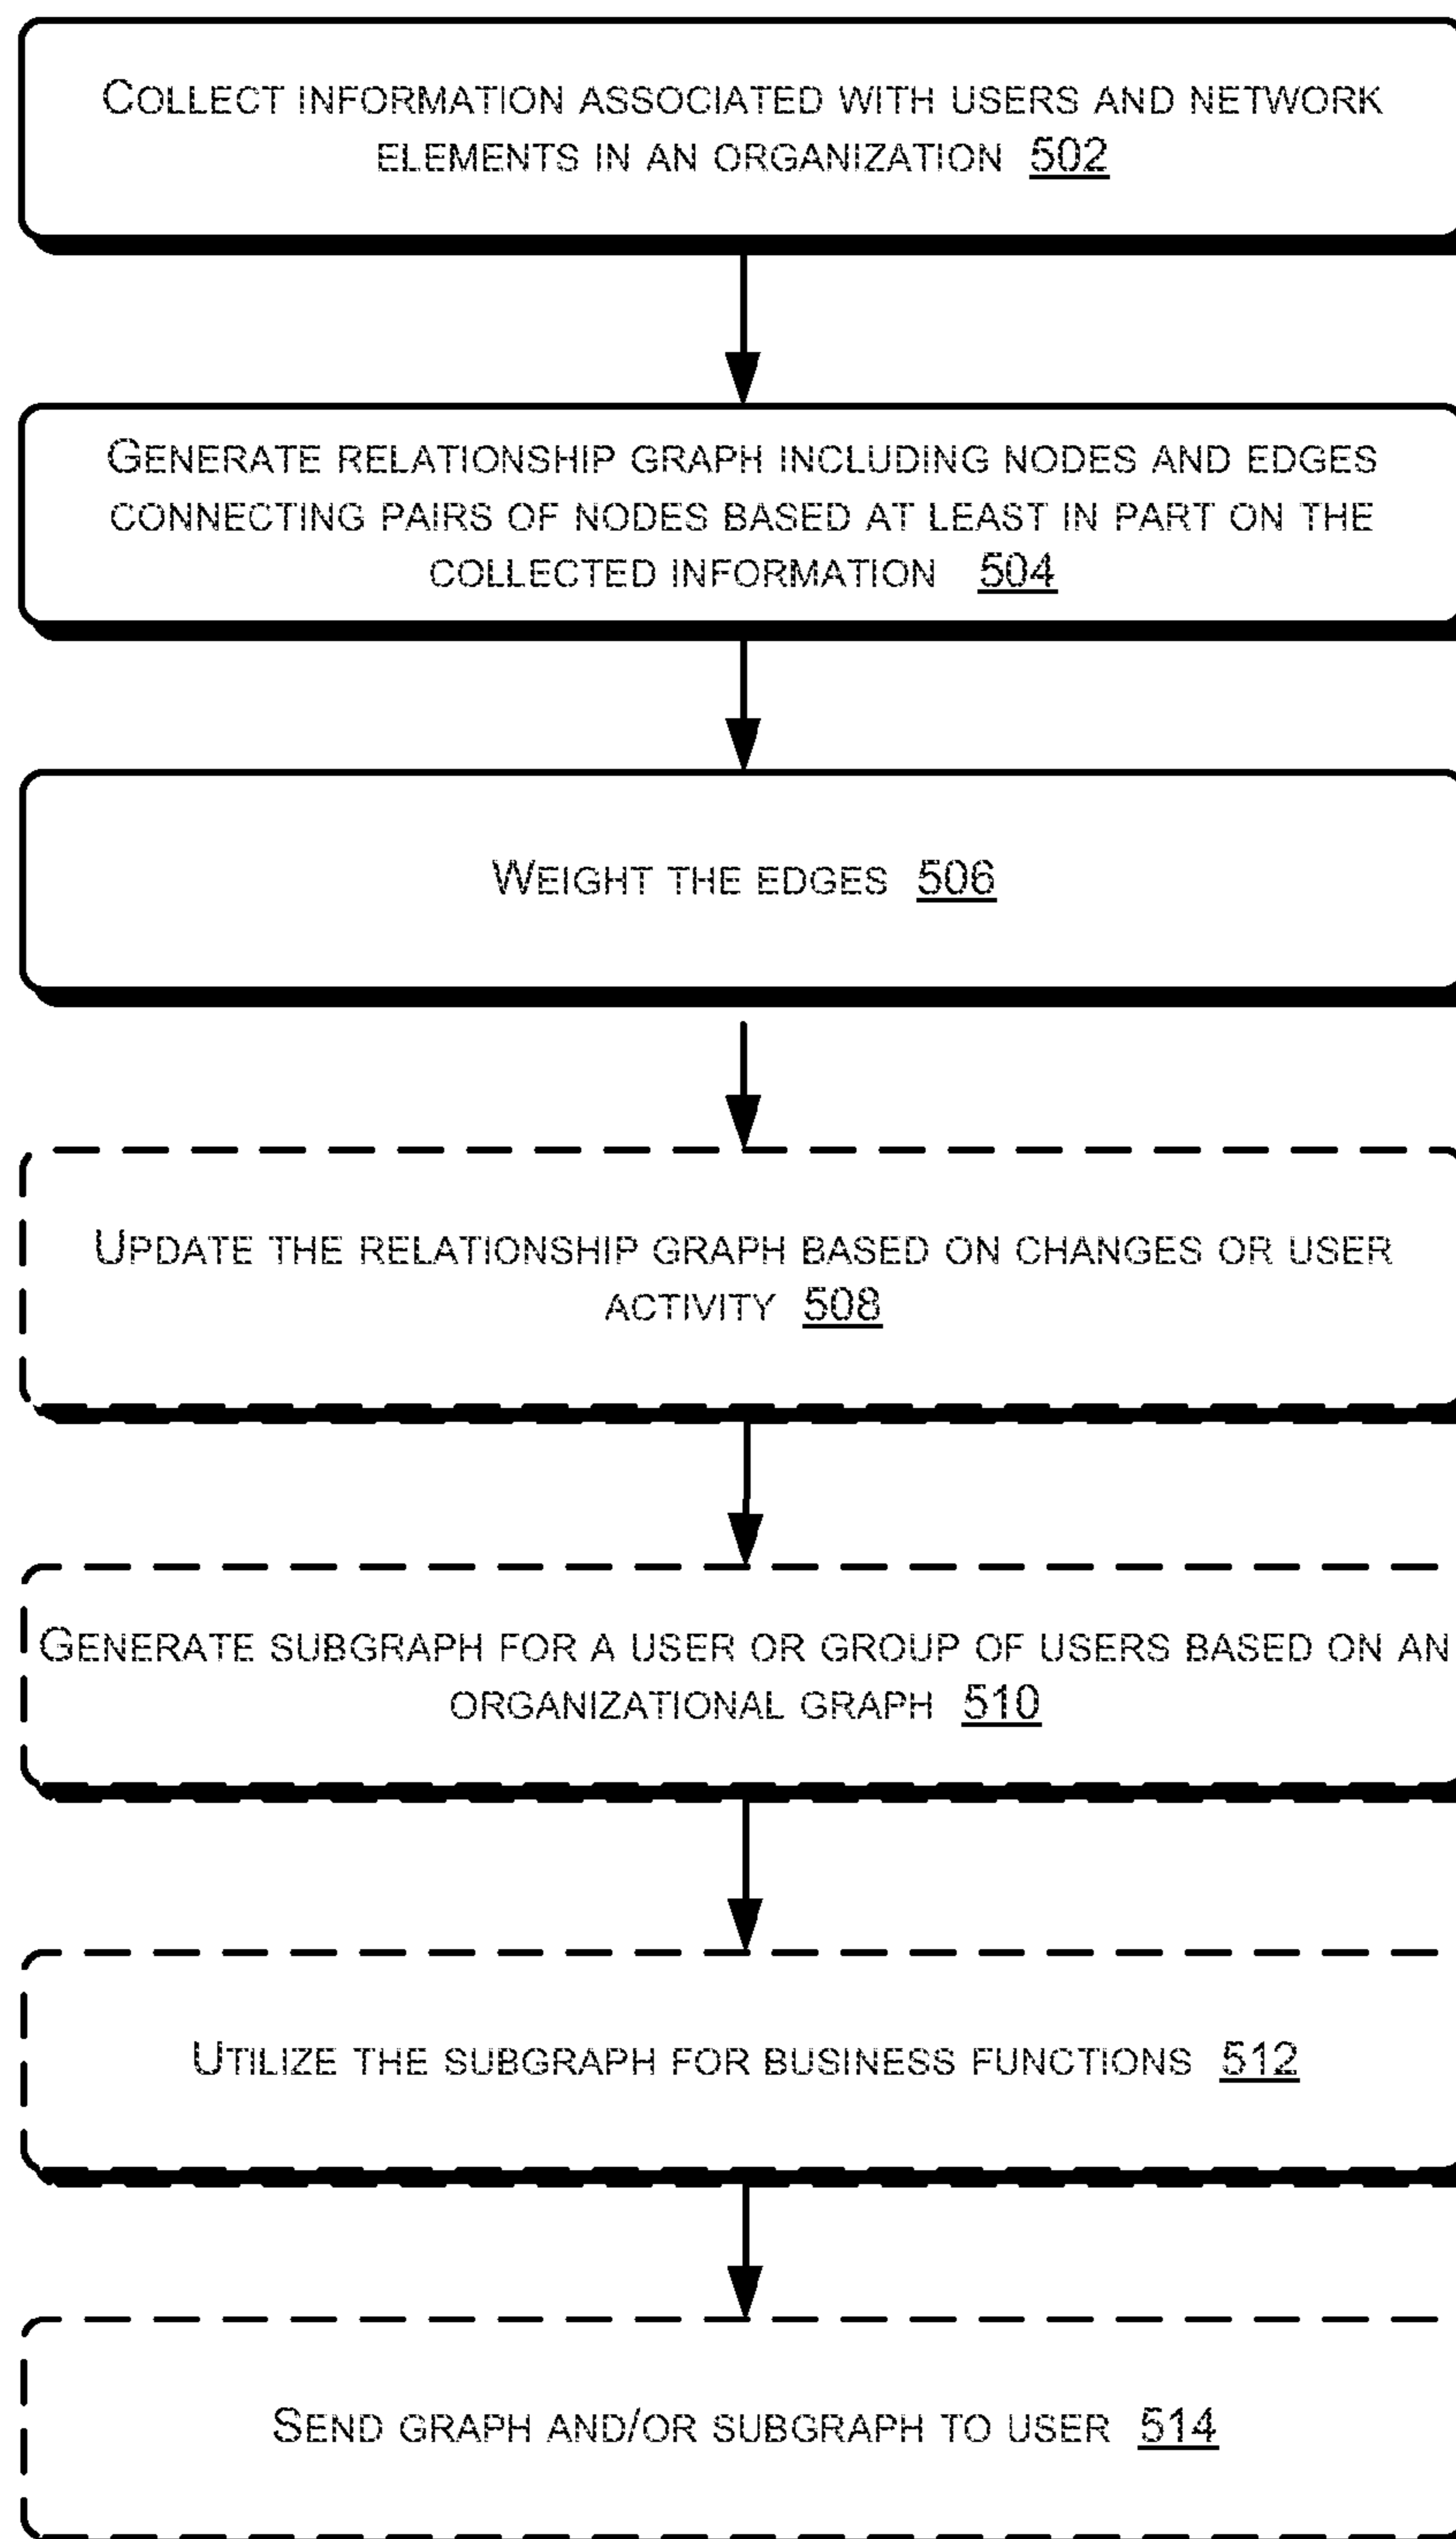 COLLECT INFORMATION ASSOCIATED WITH USERS AND NETWORK
ELEMENTS IN AN ORGANIZATION 502
GENERATE RELATIONSHIP GRAPH INCLUDING NODES AND EDGES
CONNECTING PAIRS OF NODES BASED AT LEAST IN PART ON THE
COLLECTED INFORMATION 504
WEIGHT THE EDGES 506
UPDATE THE RELATIONSHIP GRAPH BASED ON CHANGES OR USER
ACTIVITY 508
GENERATE SUBGRAPH FOR A USER OR GROUP OF USERS BASED ON AN
ORGANIZATIONAL GRAPH 510
UTILIZE THE SUBGRAPH FOR BUSINESS FUNCTIONS 512
SEND GRAPH AND/OR SUBGRAPH TO USER 514